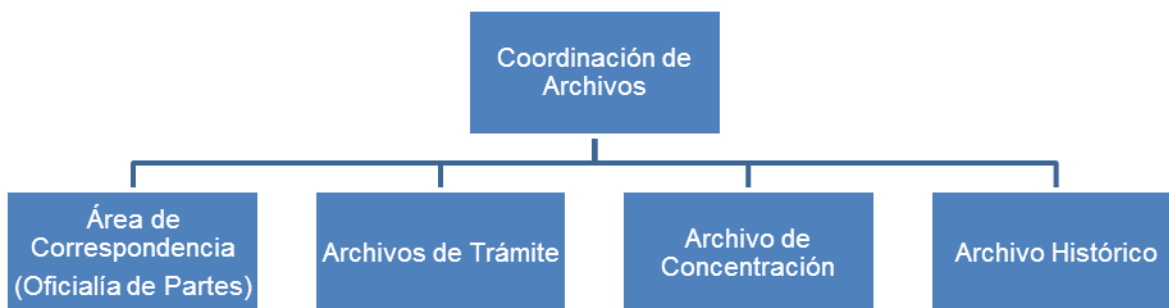 Coordinación de
Archivos
Área de
Correspondencia
(Oficialía de Partes)
Archivos de Trámite
Archivo de
Concentración
Archivo Histórico